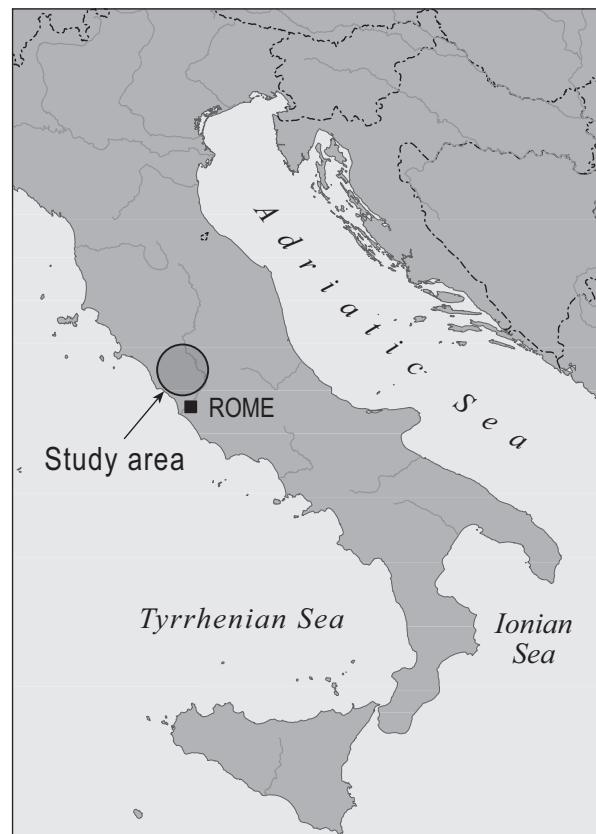 Adriatic Sea
ROME
Study area
Tyrrhenian Sea
Ionian
Sea